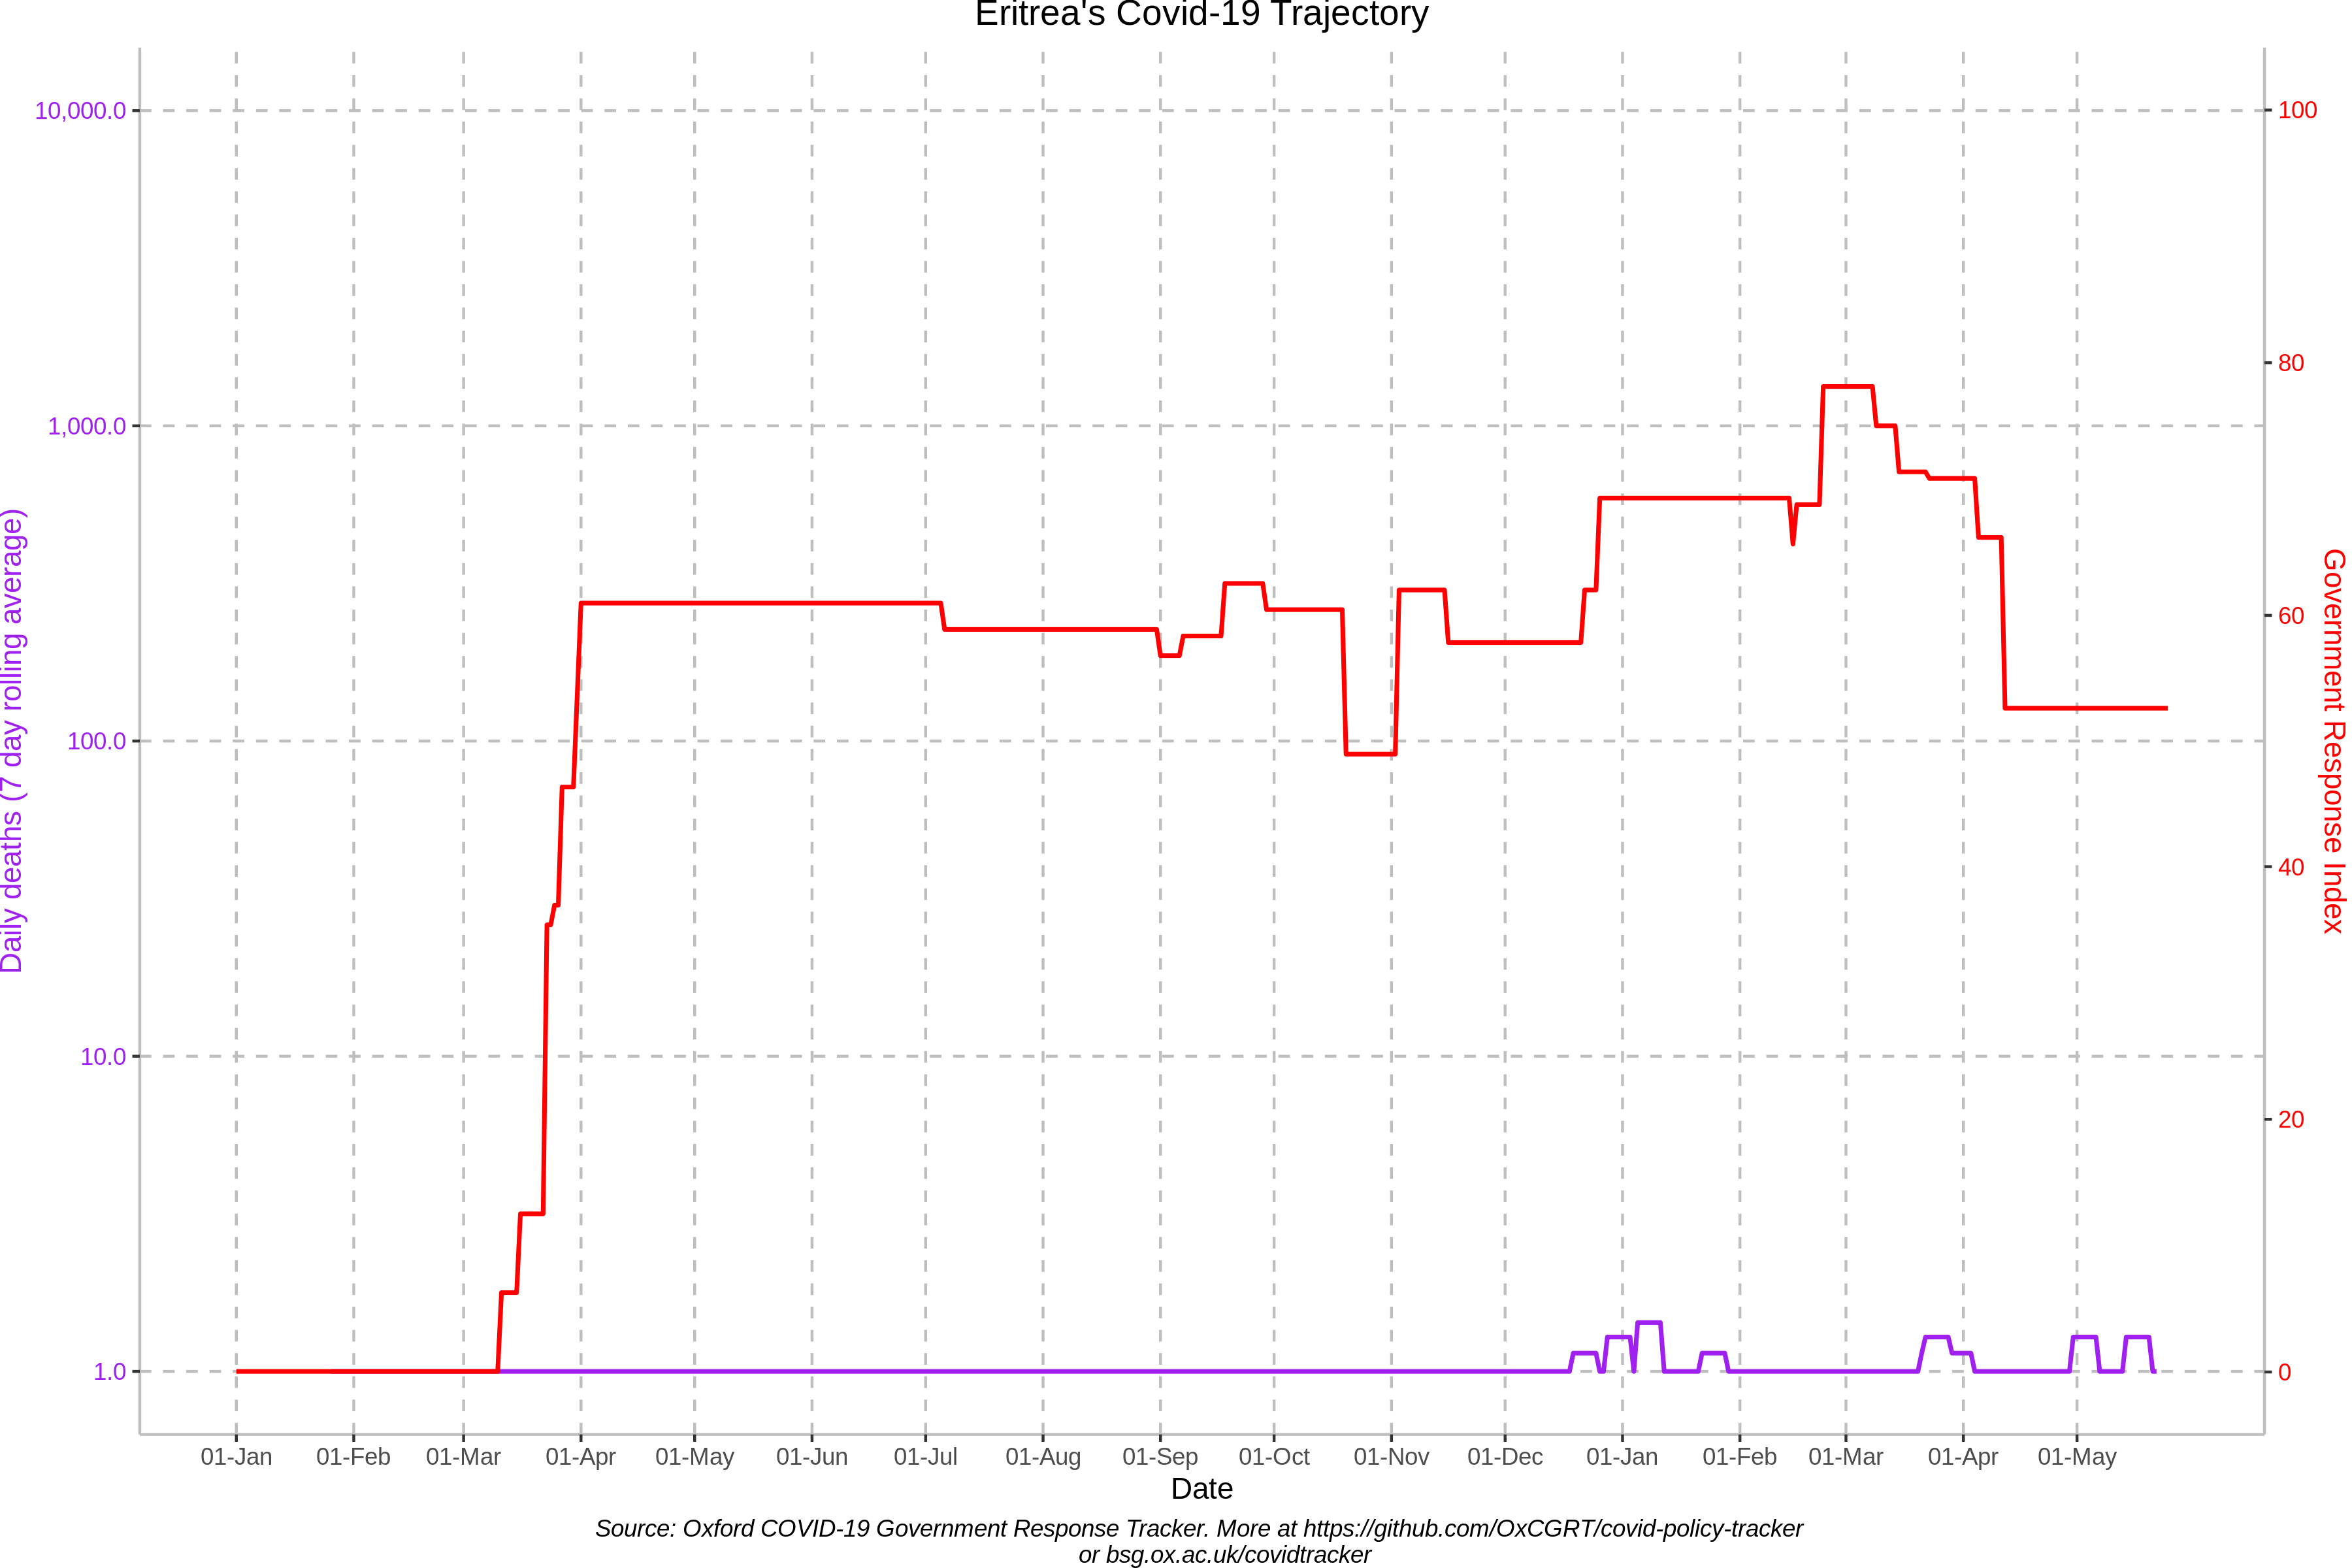 Eritrea's Covid-19 Trajectory
10,000.0
1,000.0
100.0
10.0
1.0
Daily deaths (7 day rolling average)
100
80
60
40
20
0
Government Response Index
01-Jan 01-Feb 01-Mar 01-Apr 01-May 01-Jun 01-Jul 01-Aug 01-Sep 01-Oct 01-Nov 01-Dec 01-Jan 01-Feb 01-Mar 01-Apr 01-May
Date
Source: Oxford COVID-19 Government Response Tracker. More at https://github.com/OxCGRT/covid-policy-tracker
or bsg.ox.ac.uk/covidtracker